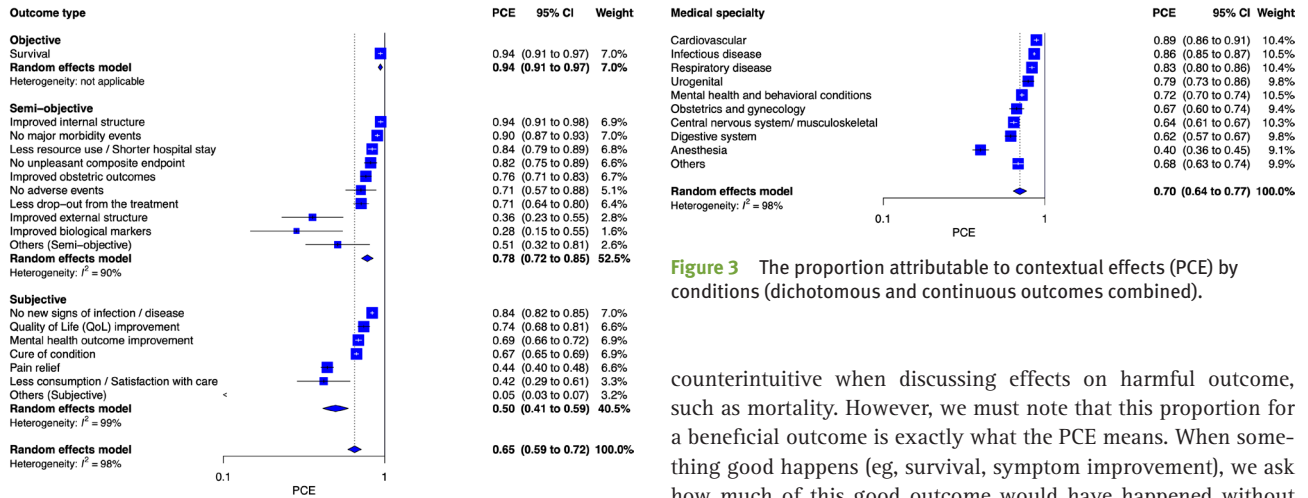 Outcome type PCE 95% CI Weight
Objective
Survival 0.94 (0.91 to 0.97) 7.0%
Random effects model 0.94 (0.91 to 0.97) 7.0%
Heterogeneity: not applicable
Semi−objective
Improved internal structure 0.94 (0.91 to 0.98) 6.9%
No major morbidity events 0.90 (0.87 to 0.93) 7.0%
Less resource use / Shorter hospital stay 0.84 (0.79 to 0.89) 6.8%
No unpleasant composite endpoint 0.82 (0.75 to 0.89) 6.6%
Improved obstetric outcomes 0.76 (0.71 to 0.83) 6.7%
No adverse events 0.71 (0.57 to 0.88) 5.1%
Less drop−out from the treatment 0.71 (0.64 to 0.80) 6.4%
Improved external structure 0.36 (0.23 to 0.55) 2.8%
Improved biological markers 0.28 (0.15 to 0.55) 1.6%
Others (Semi−objective) 0.51 (0.32 to 0.81) 2.6%
Random effects model 0.78 (0.72 to 0.85) 52.5%
Heterogeneity: I² = 90%
Subjective
No new signs of infection / disease 0.84 (0.82 to 0.85) 7.0%
Quality of Life (QoL) improvement 0.74 (0.68 to 0.81) 6.6%
Mental health outcome improvement 0.69 (0.66 to 0.72) 6.9%
Cure of condition 0.67 (0.65 to 0.69) 6.9%
Pain relief 0.44 (0.40 to 0.48) 6.6%
Less consumption / Satisfaction with care 0.42 (0.29 to 0.61) 3.3%
Others (Subjective) 0.05 (0.03 to 0.07) 3.2%
Random effects model 0.50 (0.41 to 0.59) 40.5%
Heterogeneity: I² = 99%
Random effects model 0.65 (0.59 to 0.72) 100.0%
Heterogeneity: I² = 98%
0.1 1
PCE
Medical specialty PCE 95% CI Weight
Cardiovascular 0.89 (0.86 to 0.91) 10.4%
Infectious disease 0.86 (0.85 to 0.87) 10.5%
Respiratory disease 0.83 (0.80 to 0.86) 10.4%
Urogenital 0.79 (0.73 to 0.86) 9.8%
Mental health and behavioral conditions 0.72 (0.70 to 0.74) 10.5%
Obstetrics and gynecology 0.67 (0.60 to 0.74) 9.4%
Central nervous system/ musculoskeletal 0.64 (0.61 to 0.67) 10.3%
Digestive system 0.62 (0.57 to 0.67) 9.8%
Anesthesia 0.40 (0.36 to 0.45) 9.1%
Others 0.68 (0.63 to 0.74) 9.9%
Random effects model 0.70 (0.64 to 0.77) 100.0%
Heterogeneity: I² = 98%
0.1 1
PCE
Figure 3 The proportion attributable to contextual effects (PCE) by
conditions (dichotomous and continuous outcomes combined).
counterintuitive when discussing effects on harmful outcome,
such as mortality. However, we must note that this proportion for
a beneficial outcome is exactly what the PCE means. When some-
thing good happens (eg, survival, symptom improvement), we ask
how much of this good outcome would have happened without